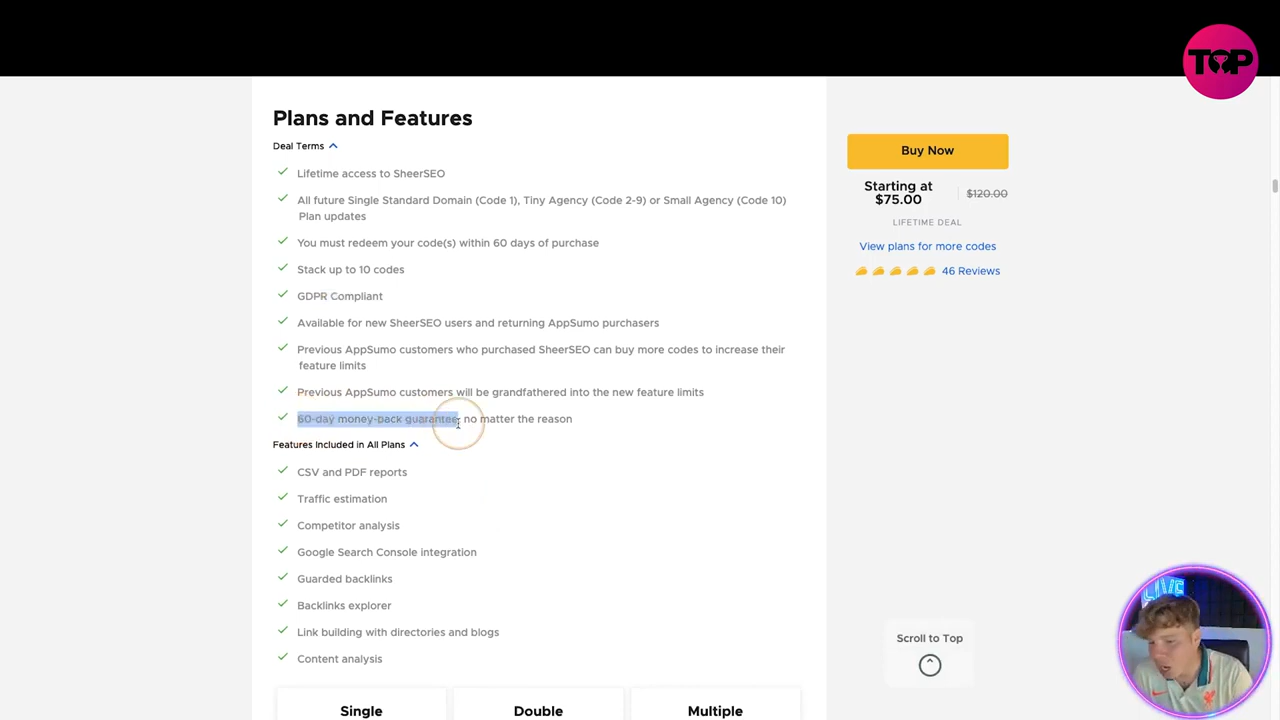 TOP
Plans and Features
Deal Terms
Lifetime access to SheerSEO
All future Single Standard Domain (Code 1), Tiny Agency (Code 2-9) or Small Agency (Code 10)
Plan updates
You must redeem your code(s) within 60 days of purchase
Stack up to 10 codes
GDPR Compliant
Available for new SheerSEO users and returning AppSumo purchasers
Previous AppSumo customers who purchased SheerSEO can buy more codes to increase their
feature limits
Previous AppSumo customers will be grandfathered into the new feature limits
60-day money-back guarantee, no matter the reason
Features Included in All Plans
CSV and PDF reports
Traffic estimation
Competitor analysis
Google Search Console integration
Guarded backlinks
Backlinks explorer
Link building with directories and blogs
Content analysis
Single
Double
Multiple
Buy Now
Starting at
$75.00
$120.00
LIFETIME DEAL
View plans for more codes
46 Reviews
Scroll to Top
LIVE